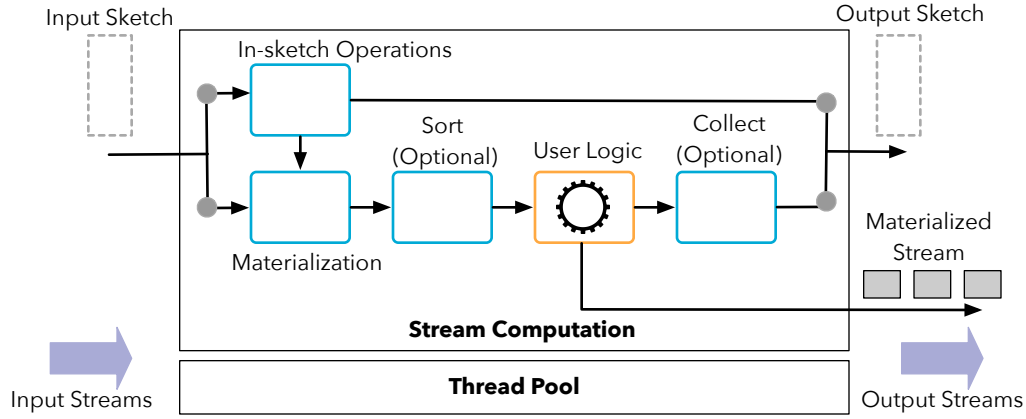 Input Sketch
Output Sketch
In-sketch Operations
Sort
(Optional)
User Logic
Collect
(Optional)
Materialization
Materialized
Stream
Stream Computation
Thread Pool
Input Streams
Output Streams